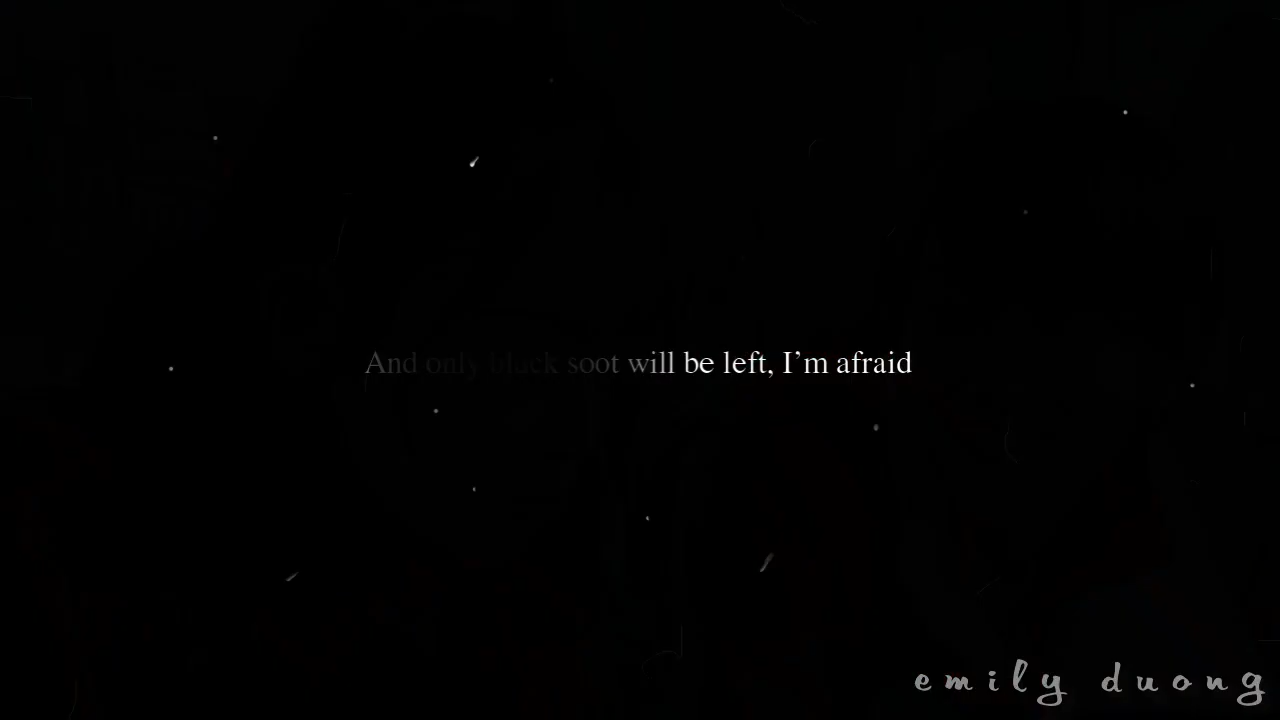 And only black soot will be left, I’m afraid
emily duong